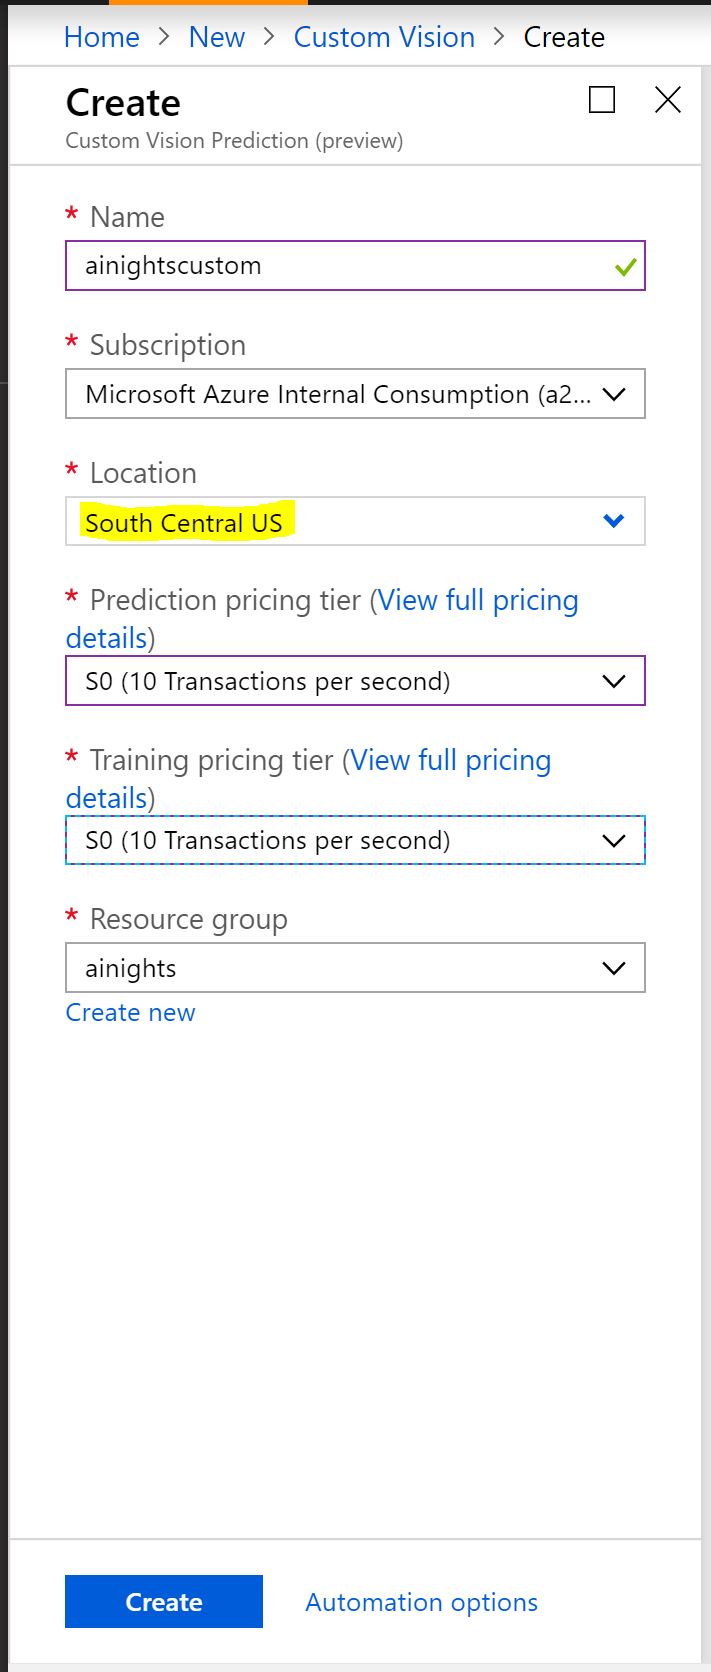 Home > New > Custom Vision > Create
Create
Custom Vision Prediction (preview)
* Name
ainightscustom
* Subscription
Microsoft Azure Internal Consumption (a2...
* Location
South Central US
* Prediction pricing tier (View full pricing
details)
S0 (10 Transactions per second)
* Training pricing tier (View full pricing
details)
S0 (10 Transactions per second)
* Resource group
ainights
Create new
Create Automation options